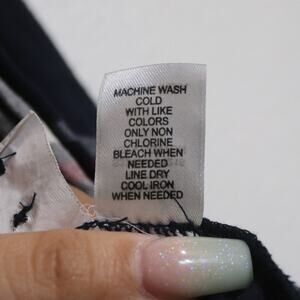 MACHINE WASH
COLD
WITH LIKE
COLORS
ONLY NON
CHLORINE
BLEACH WHEN
NEEDED
LINE DRY
COOL IRON
WHEN NEEDED